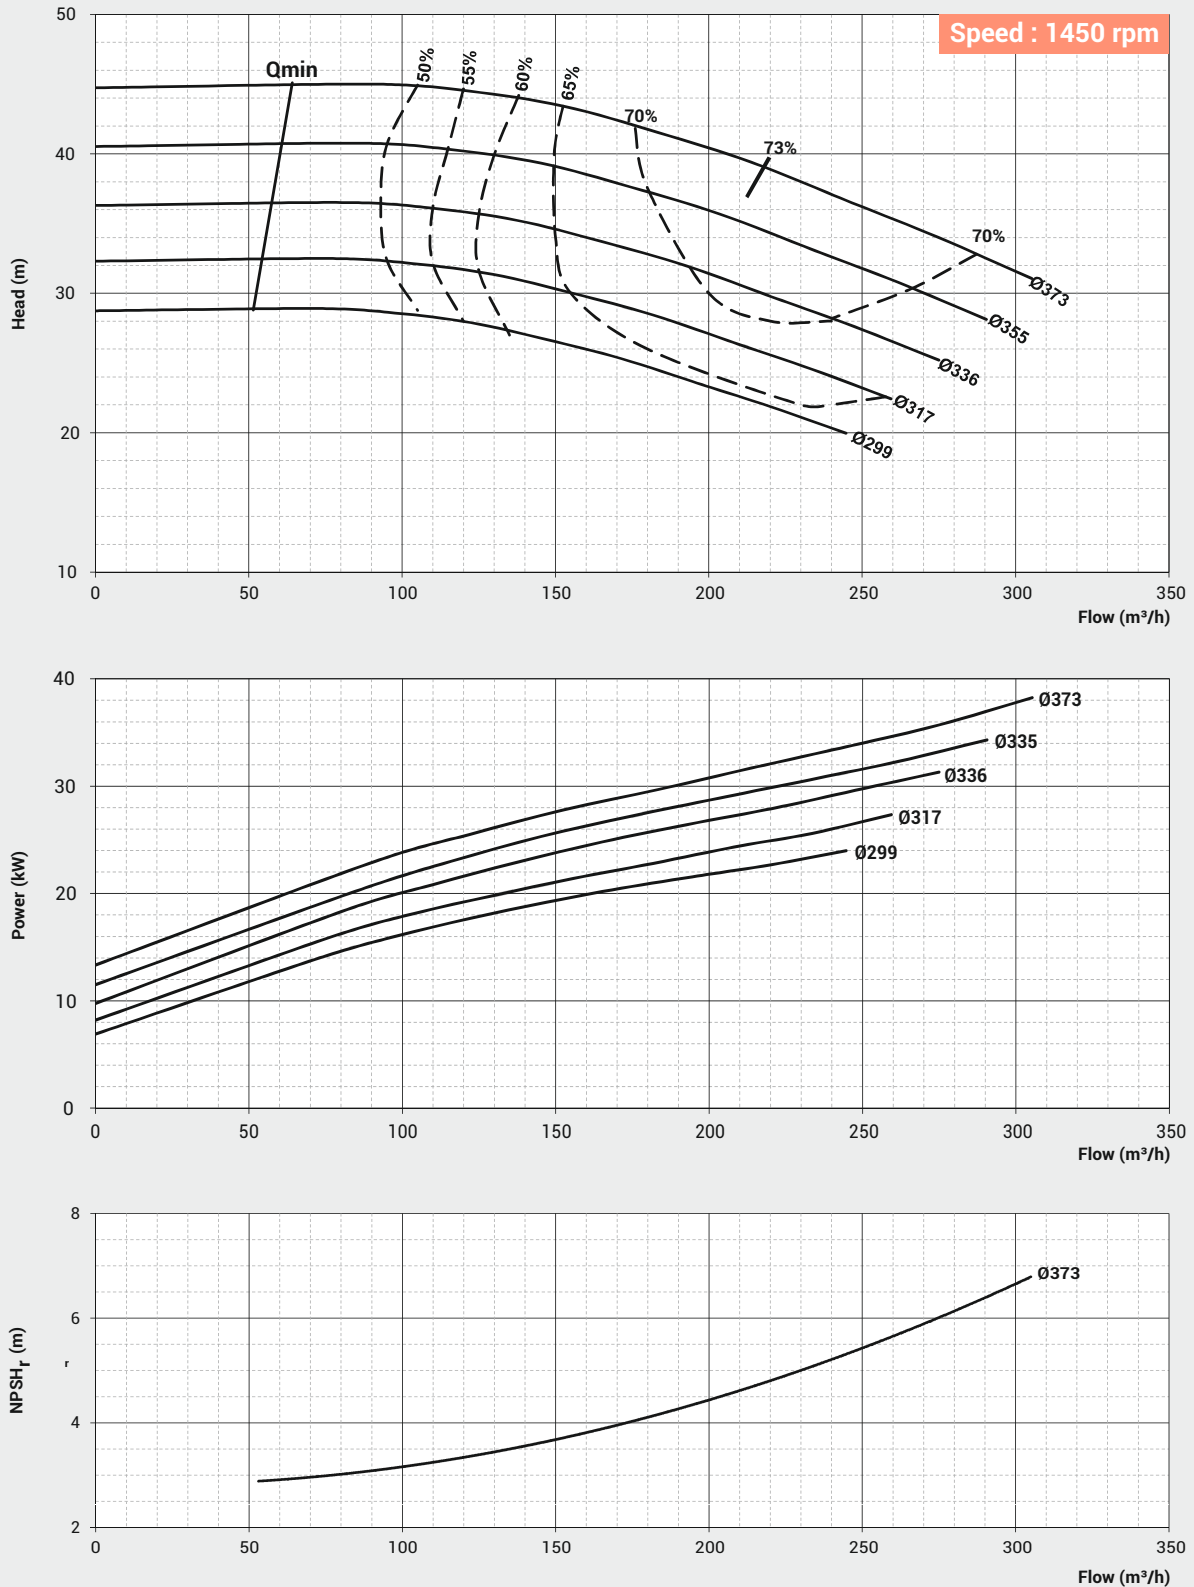 Speed : 1450 rpm
50
40
30
20
10
Head (m)
Qmin
50%
55%
60%
65%
70%
73%
70%
Ø373
Ø355
Ø336
Ø317
Ø299
0 50 100 150 200 250 300 350
Flow (m³/h)
40
30
20
10
0
Power (kW)
Ø373
Ø335
Ø336
Ø317
Ø299
0 50 100 150 200 250 300 350
Flow (m³/h)
8
6
4
2
NPSHr (m)
r
Ø373
0 50 100 150 200 250 300 350
Flow (m³/h)